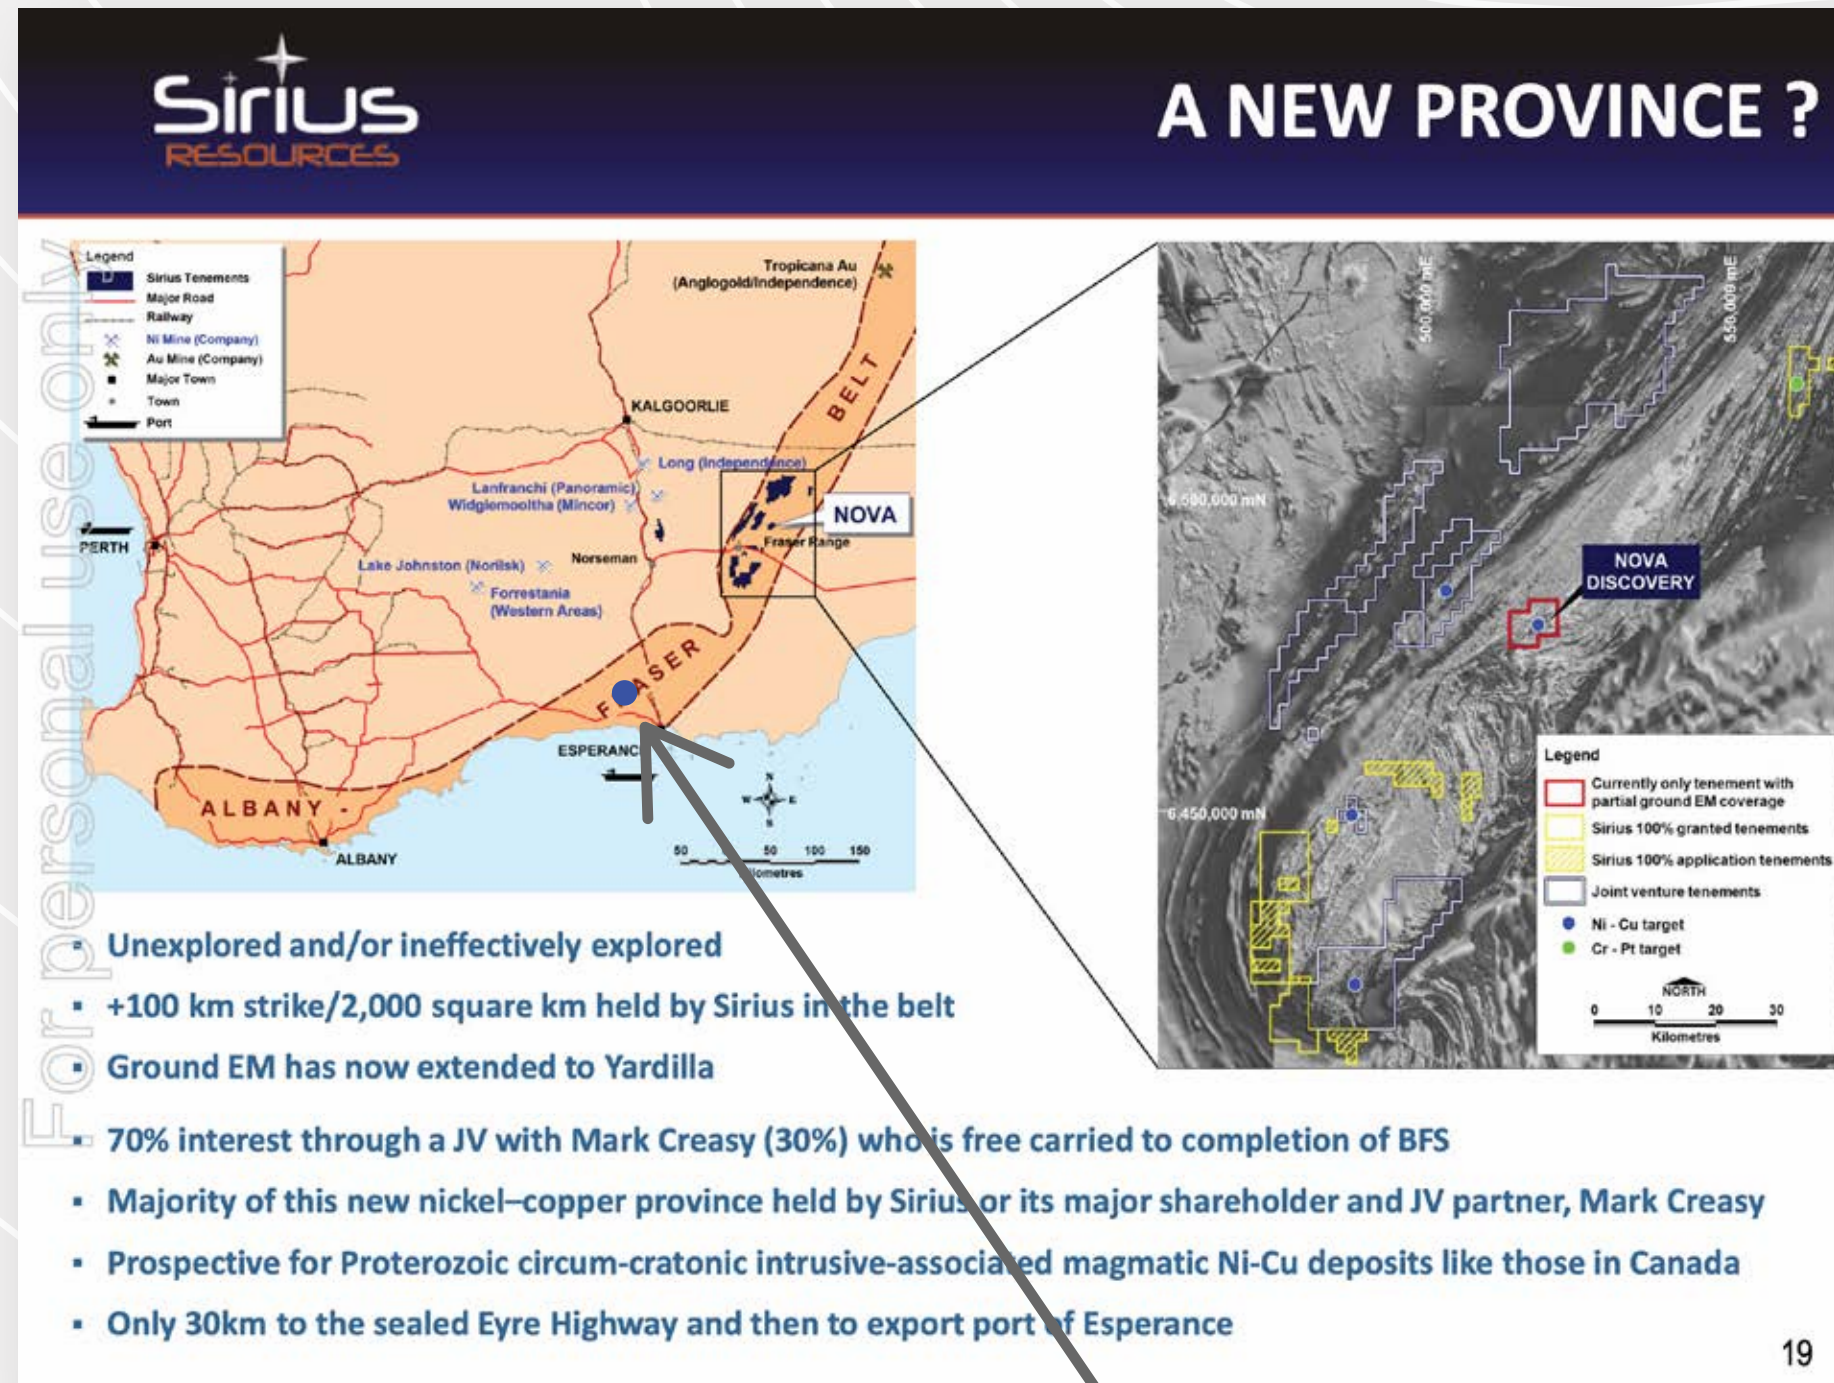 Sirius
RESOURCES
A NEW PROVINCE ?
For personal use only
Legend
Sirius Tenements
Major Road
Railway
Ni Mine (Company)
Au Mine (Company)
Major Town
Town
Port
Tropicana Au
(Anglogold/Independence)
BELT
KALGOORLIE
Long (Independence)
Lanfranchi (Panoramic)
Widgiemooltha (Mincor)
NOVA
PERTH
Fraser Range
Norseman
Lake Johnston (Norilsk)
Forrestania
(Western Areas)
F ASER
ESPERANC
ALBANY -
ALBANY
N
W E
S
50 50 100 150
lometres
500,000 mE
550,000 mE
6,500,000 mN
NOVA
DISCOVERY
6,450,000 mN
Legend
Currently only tenement with
partial ground EM coverage
Sirius 100% granted tenements
Sirius 100% application tenements
Joint venture tenements
Ni - Cu target
Cr - Pt target
NORTH
0 10 20 30
Kilometres
▪ Unexplored and/or ineffectively explored
▪ +100 km strike/2,000 square km held by Sirius in the belt
▪ Ground EM has now extended to Yardilla
▪ 70% interest through a JV with Mark Creasy (30%) who is free carried to completion of BFS
▪ Majority of this new nickel–copper province held by Sirius or its major shareholder and JV partner, Mark Creasy
▪ Prospective for Proterozoic circum-cratonic intrusive-associated magmatic Ni-Cu deposits like those in Canada
▪ Only 30km to the sealed Eyre Highway and then to export port of Esperance
19